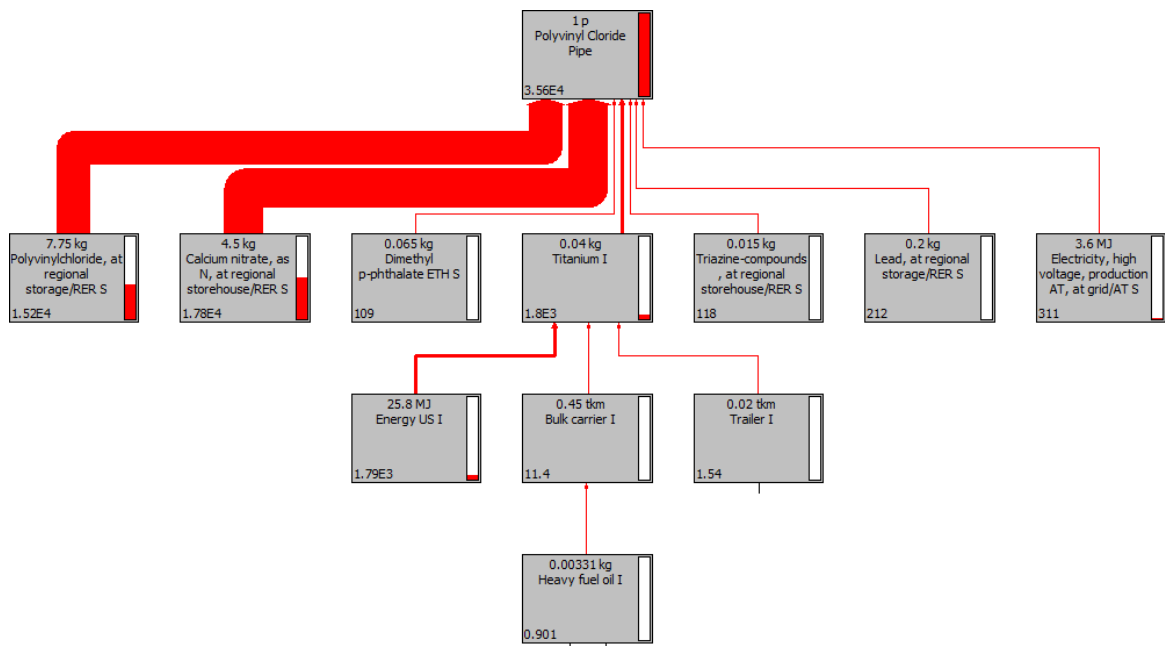 1 p
Polyvinyl Cloride
Pipe
3.56E4
7.75 kg
Polyvinylchloride, at
regional
storage/RER S
1.52E4
4.5 kg
Calcium nitrate, as
N, at regional
storehouse/RER S
1.78E4
0.065 kg
Dimethyl
p-phthalate ETH S
109
0.04 kg
Titanium I
1.8E3
0.015 kg
Triazine-compounds
, at regional
storehouse/RER S
118
0.2 kg
Lead, at regional
storage/RER S
212
3.6 MJ
Electricity, high
voltage, production
AT, at grid/AT S
311
25.8 MJ
Energy US I
1.79E3
0.45 tkm
Bulk carrier I
11.4
0.02 tkm
Trailer I
1.54
0.00331 kg
Heavy fuel oil I
0.901